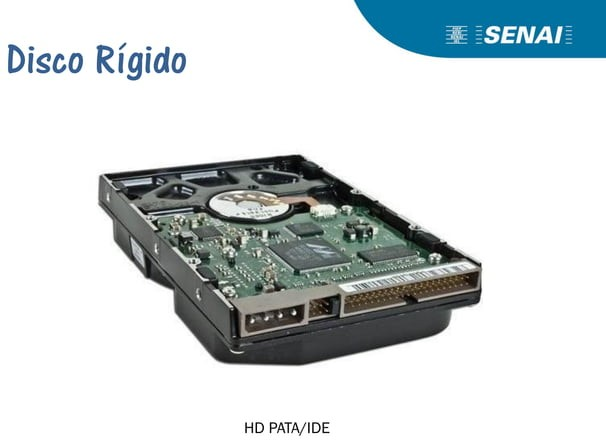 SENAI
Disco Rígido
HD PATA/IDE